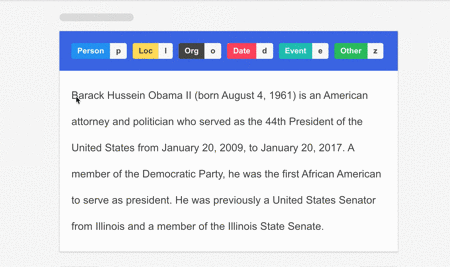 Person p Loc l Org o Date d Event e Other z
Barack Hussein Obama II (born August 4, 1961) is an American
attorney and politician who served as the 44th President of the
United States from January 20, 2009, to January 20, 2017. A
member of the Democratic Party, he was the first African American
to serve as president. He was previously a United States Senator
from Illinois and a member of the Illinois State Senate.